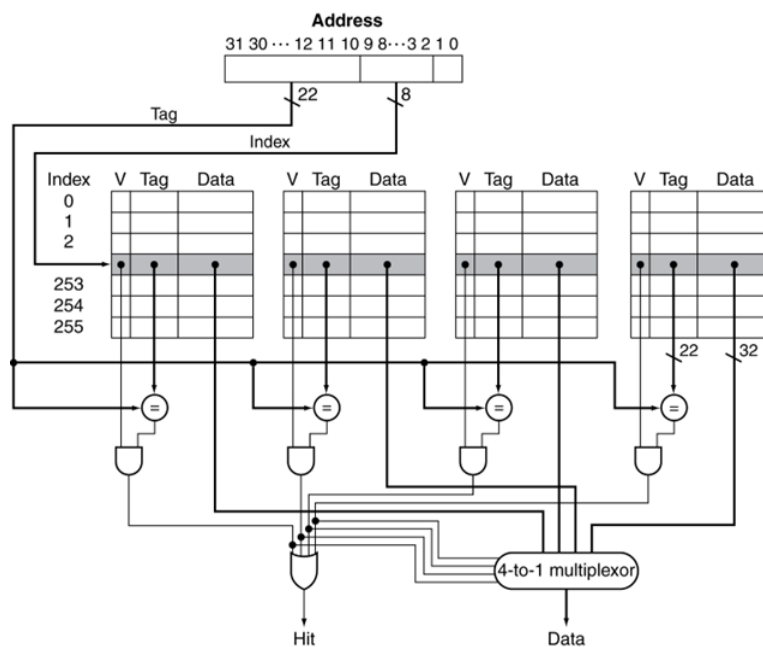 Address
31 30 ··· 12 11 10 9 8···3 2 1 0
22
8
Tag
Index
Index V Tag Data V Tag Data V Tag Data V Tag Data
0
1
2
253
254
255
22
32
= = = =
4-to-1 multiplexor
Hit
Data